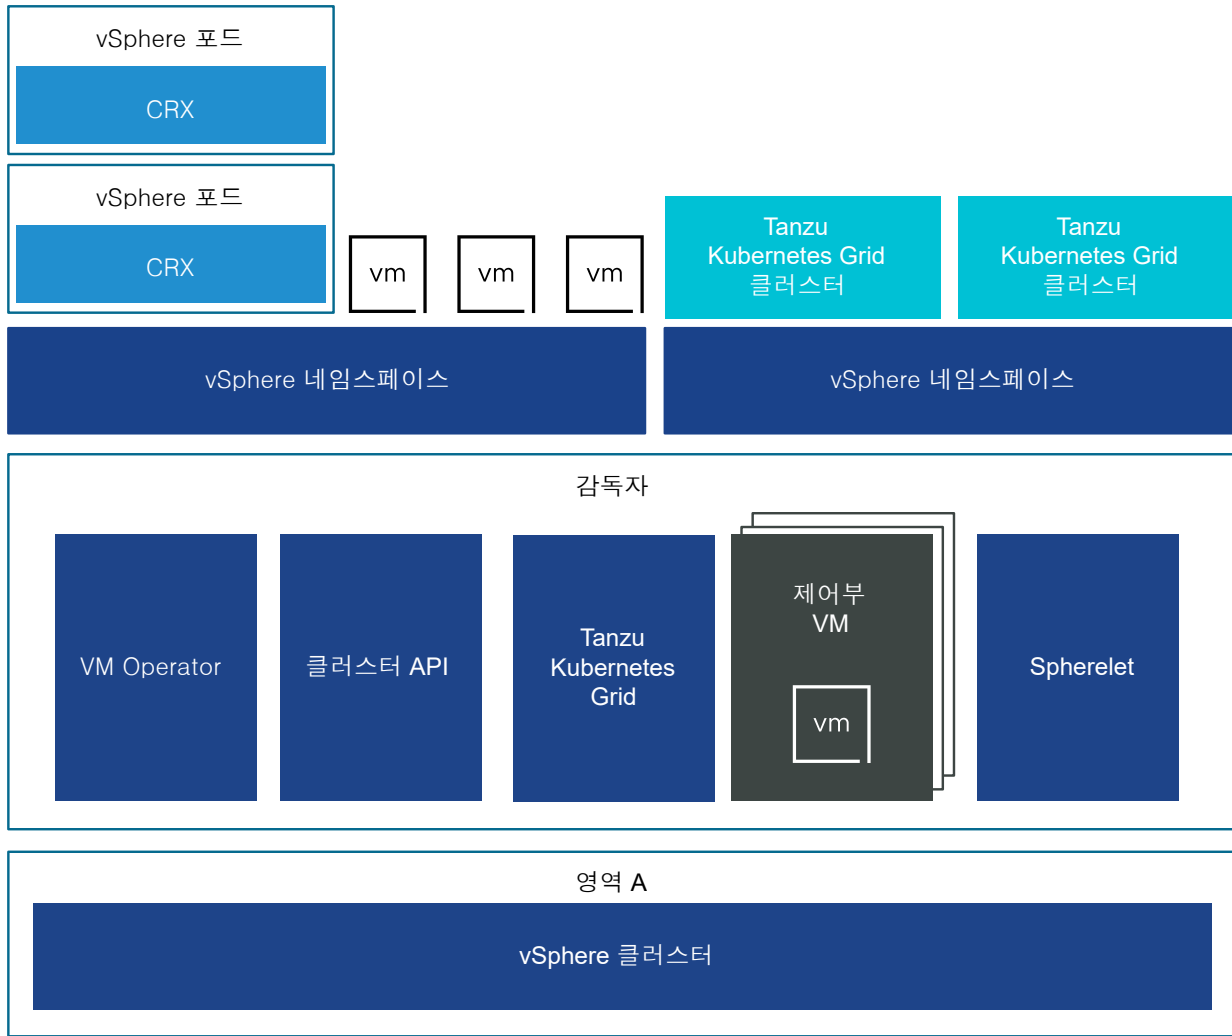 vSphere 포드
CRX
vSphere 포드
CRX
vm
vm
vm
Tanzu
Kubernetes Grid
클러스터
Tanzu
Kubernetes Grid
클러스터
vSphere 네임스페이스
vSphere 네임스페이스
감독자
VM Operator
클러스터 API
Tanzu
Kubernetes
Grid
제어부
VM
vm
Spherelet
영역 A
vSphere 클러스터